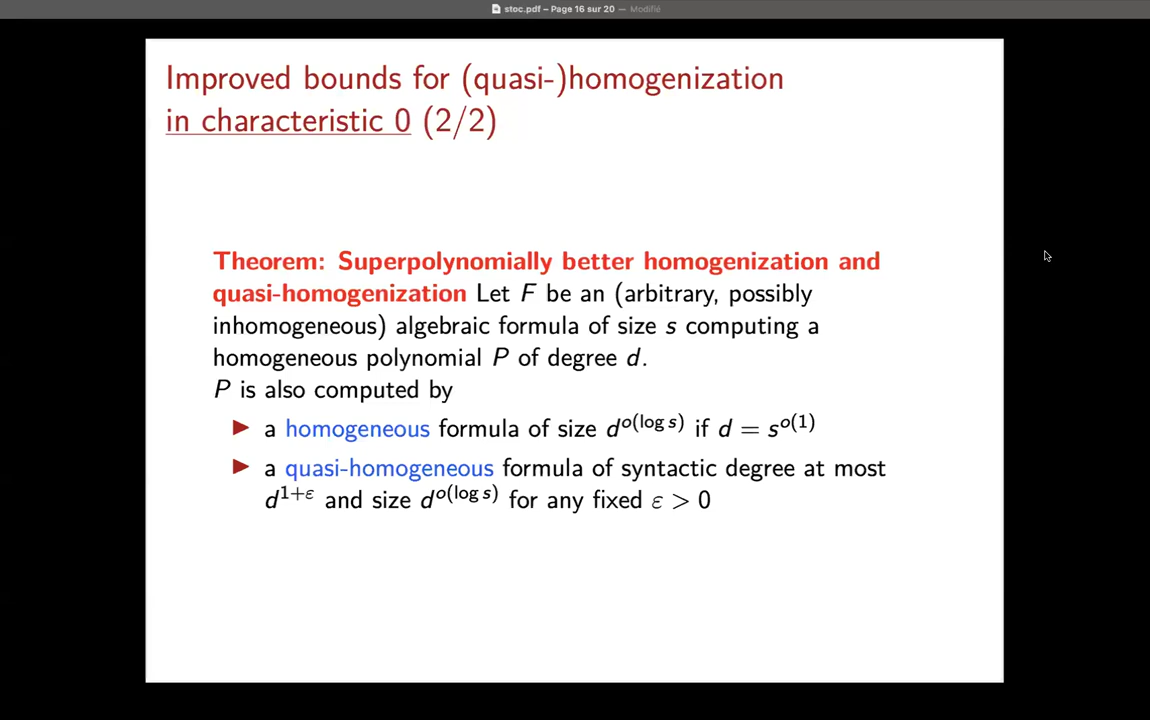 stoc.pdf – Page 16 sur 20 — Modifié
Improved bounds for (quasi-)homogenization
in characteristic 0 (2/2)
Theorem: Superpolynomially better homogenization and
quasi-homogenization Let F be an (arbitrary, possibly
inhomogeneous) algebraic formula of size s computing a
homogeneous polynomial P of degree d.
P is also computed by
▶ a homogeneous formula of size d^{o(log s)} if d = s^{o(1)}
▶ a quasi-homogeneous formula of syntactic degree at most
d^{1+ε} and size d^{o(log s)} for any fixed ε > 0